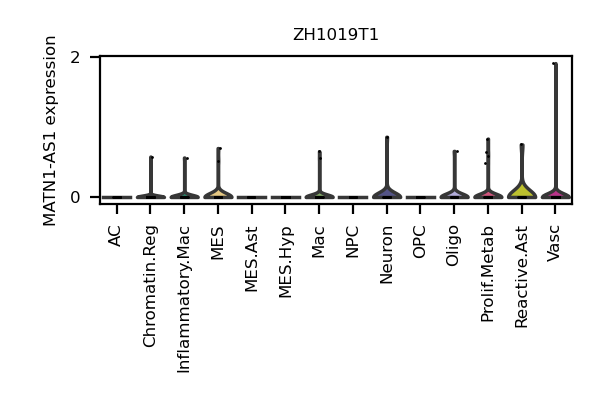 ZH1019T1
MATN1-AS1 expression
2
0
AC
Chromatin.Reg
Inflammatory.Mac
MES
MES.Ast
MES.Hyp
Mac
NPC
Neuron
OPC
Oligo
Prolif.Metab
Reactive.Ast
Vasc